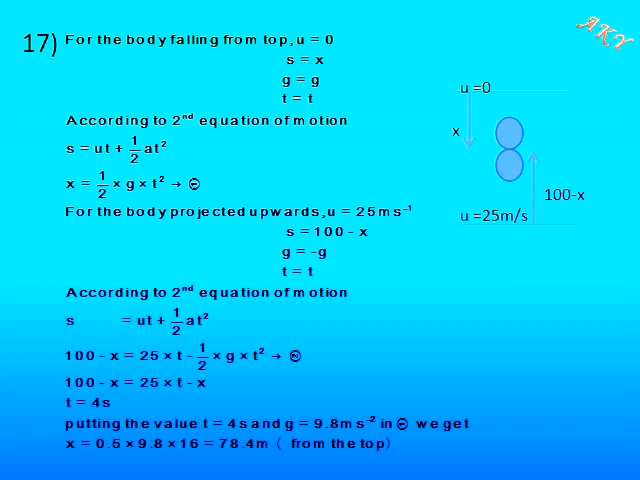 AKY
17) For the body falling from top, u = 0
s = x
g = g
t = t
According to 2nd equation of motion
s = ut + 1/2 at²
x = 1/2 × g × t² → ①
For the body projected upwards, u = 25ms⁻¹
s = 100 - x
g = -g
t = t
According to 2nd equation of motion
s = ut + 1/2 at²
100 - x = 25 × t - 1/2 × g × t² → ②
100 - x = 25 × t - x
t = 4s
putting the value t = 4s and g = 9.8ms⁻² in ① we get
x = 0.5 × 9.8 × 16 = 78.4m ( from the top)
u =0
x
100-x
u =25m/s